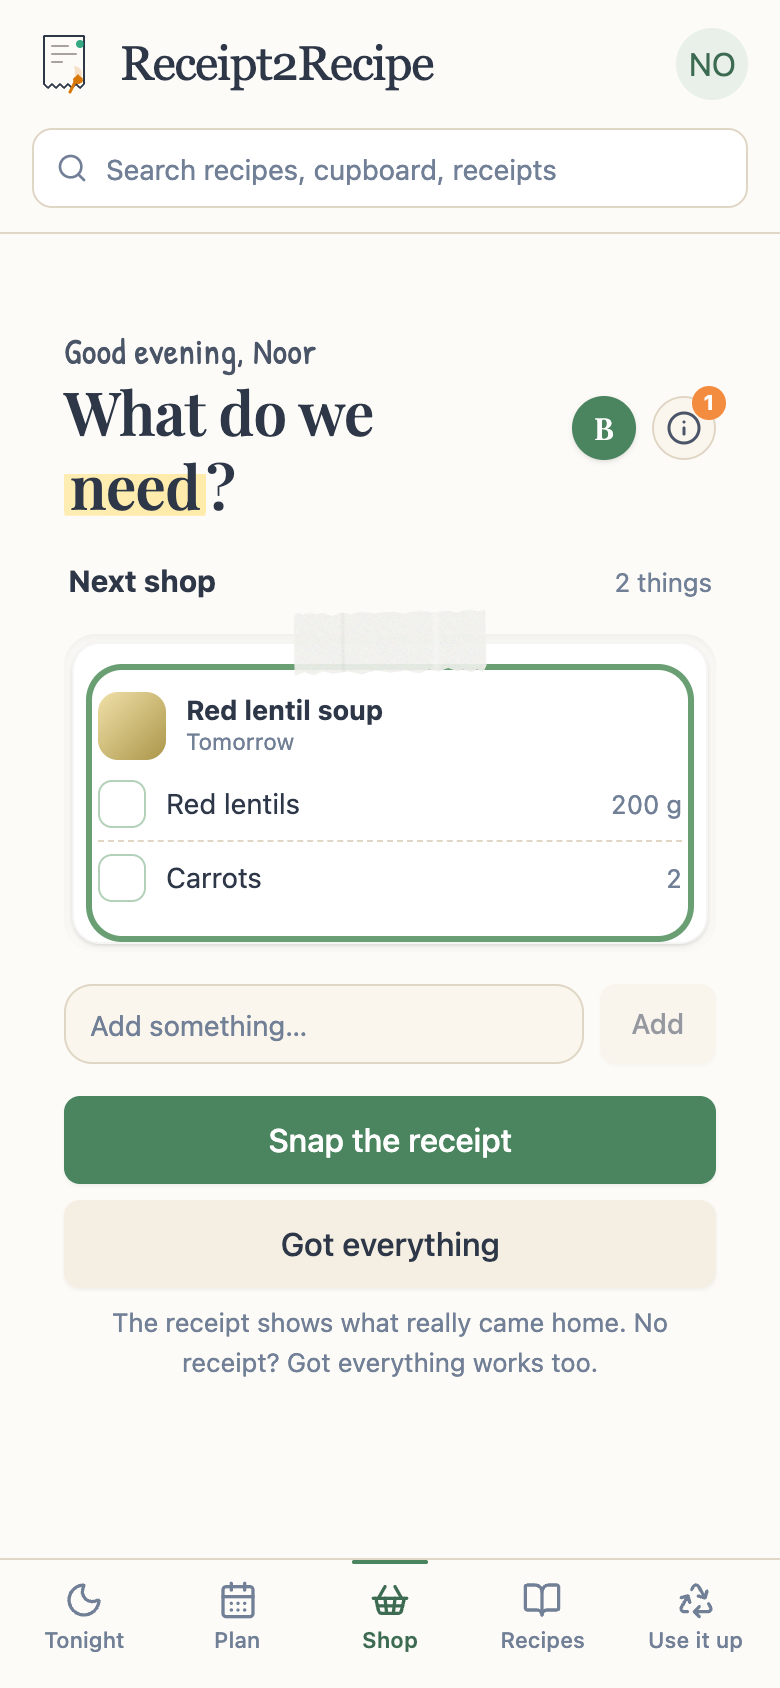 Receipt2Recipe
NO
Search recipes, cupboard, receipts
Good evening, Noor
What do we
need?
B
1
Next shop
2 things
Red lentil soup
Tomorrow
Red lentils
200 g
Carrots
2
Add something...
Add
Snap the receipt
Got everything
The receipt shows what really came home. No
receipt? Got everything works too.
Tonight
Plan
Shop
Recipes
Use it up